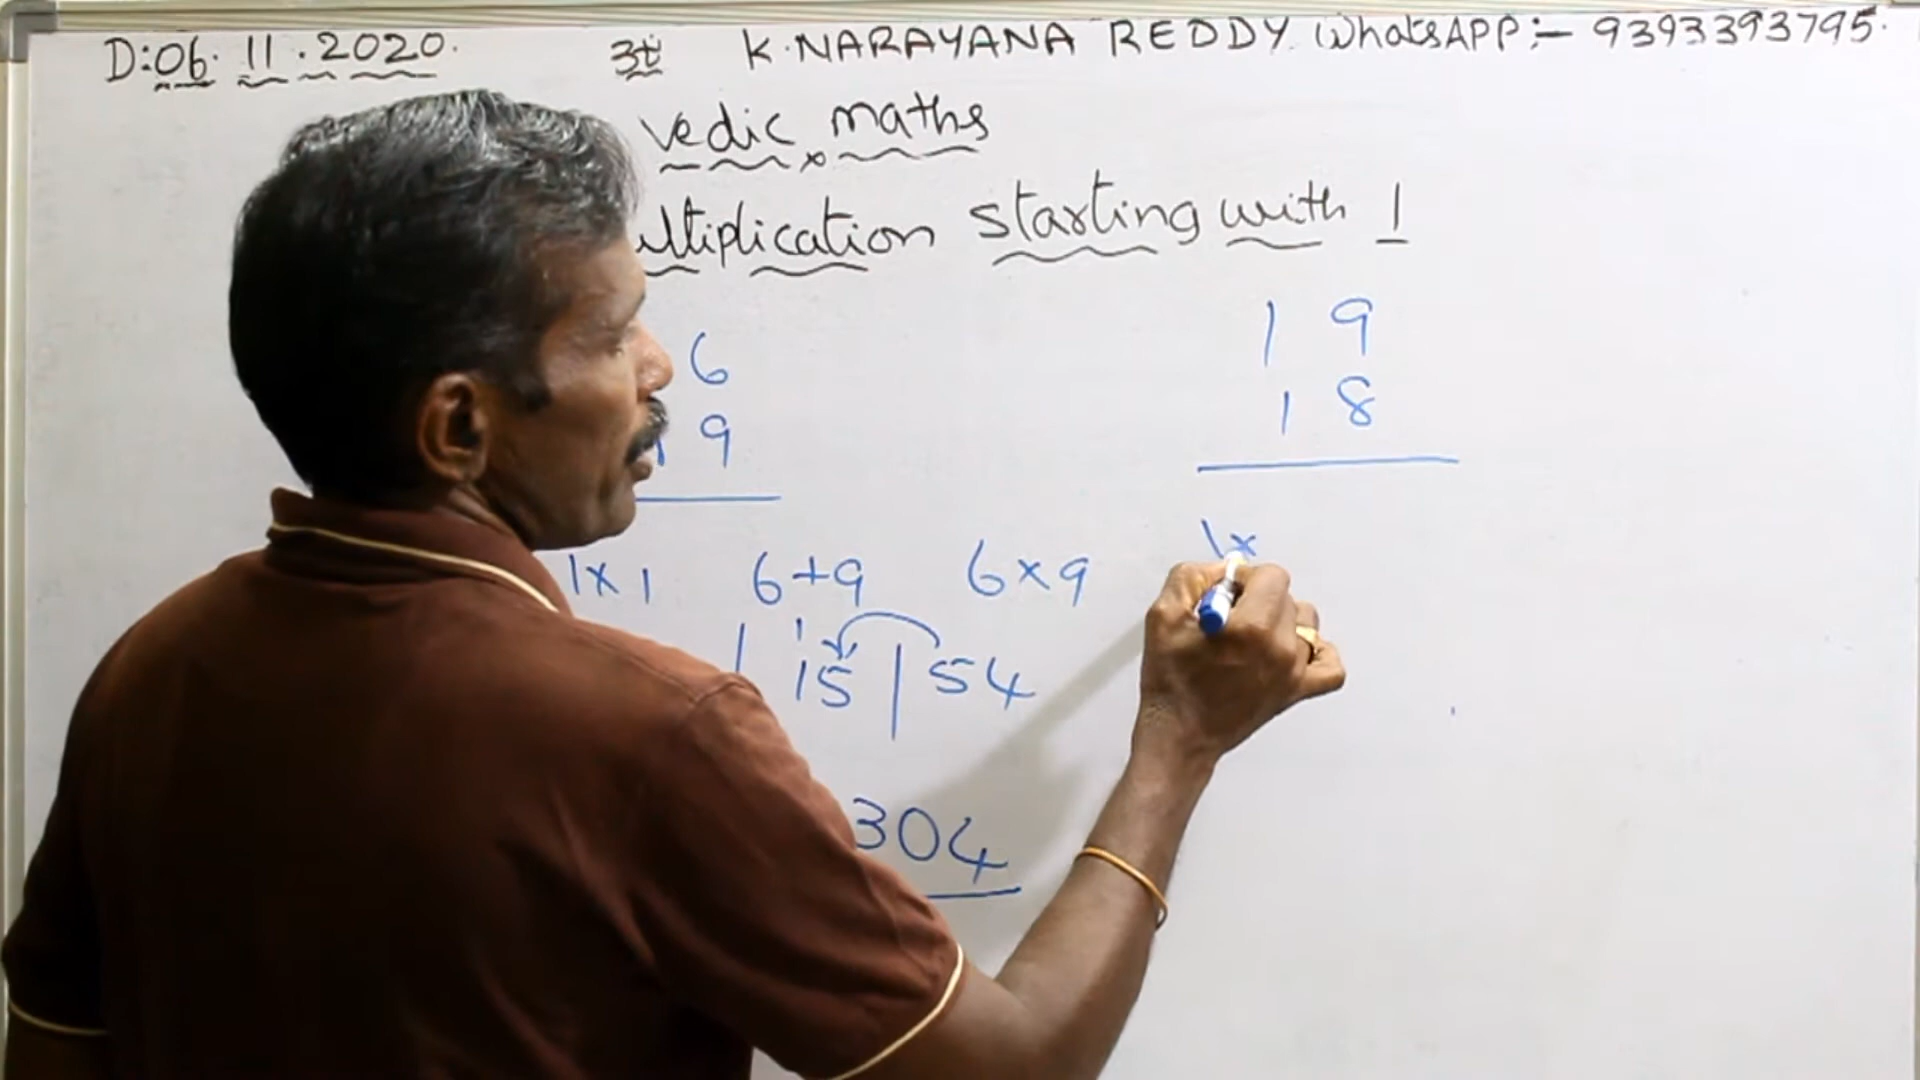 D:06.11.2020. ॐ K.NARAYANA REDDY. WhatsAPP:- 9393393795.
vedic maths
ultiplication starting with 1
6
9
1x1 6+9 6x9
1
15 | 54
304
1 9
1 8
1x